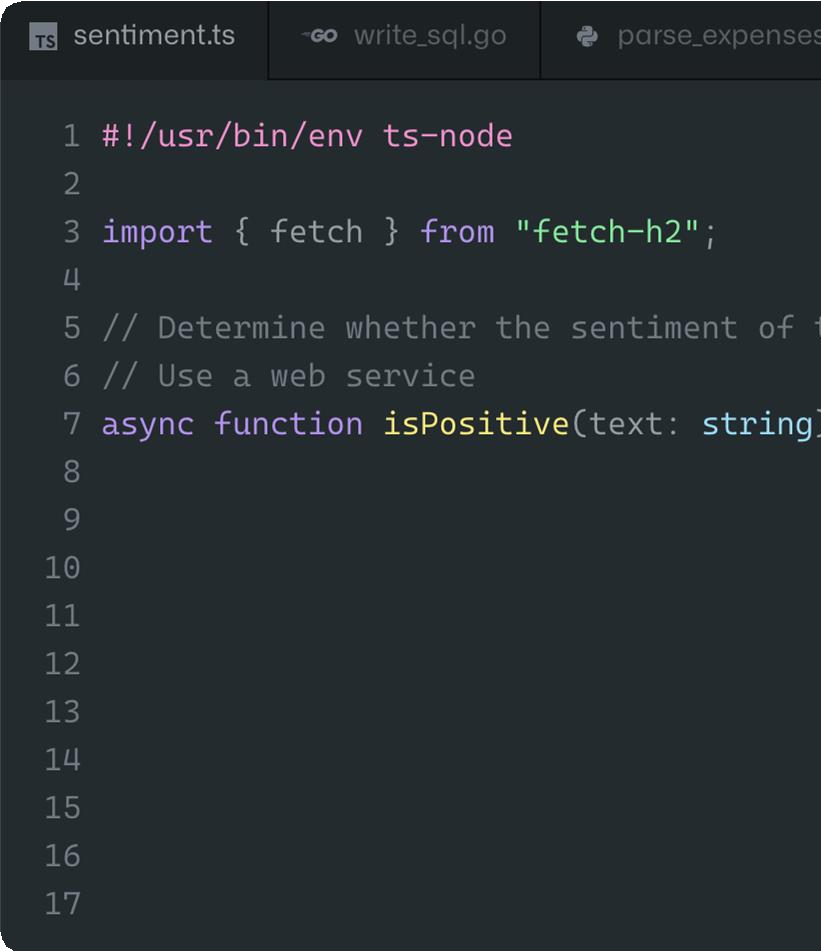 TS sentiment.ts GO write_sql.go parse_expenses
1 #!/usr/bin/env ts-node
2
3 import { fetch } from "fetch-h2";
4
5 // Determine whether the sentiment of
6 // Use a web service
7 async function isPositive(text: string)
8
9
10
11
12
13
14
15
16
17